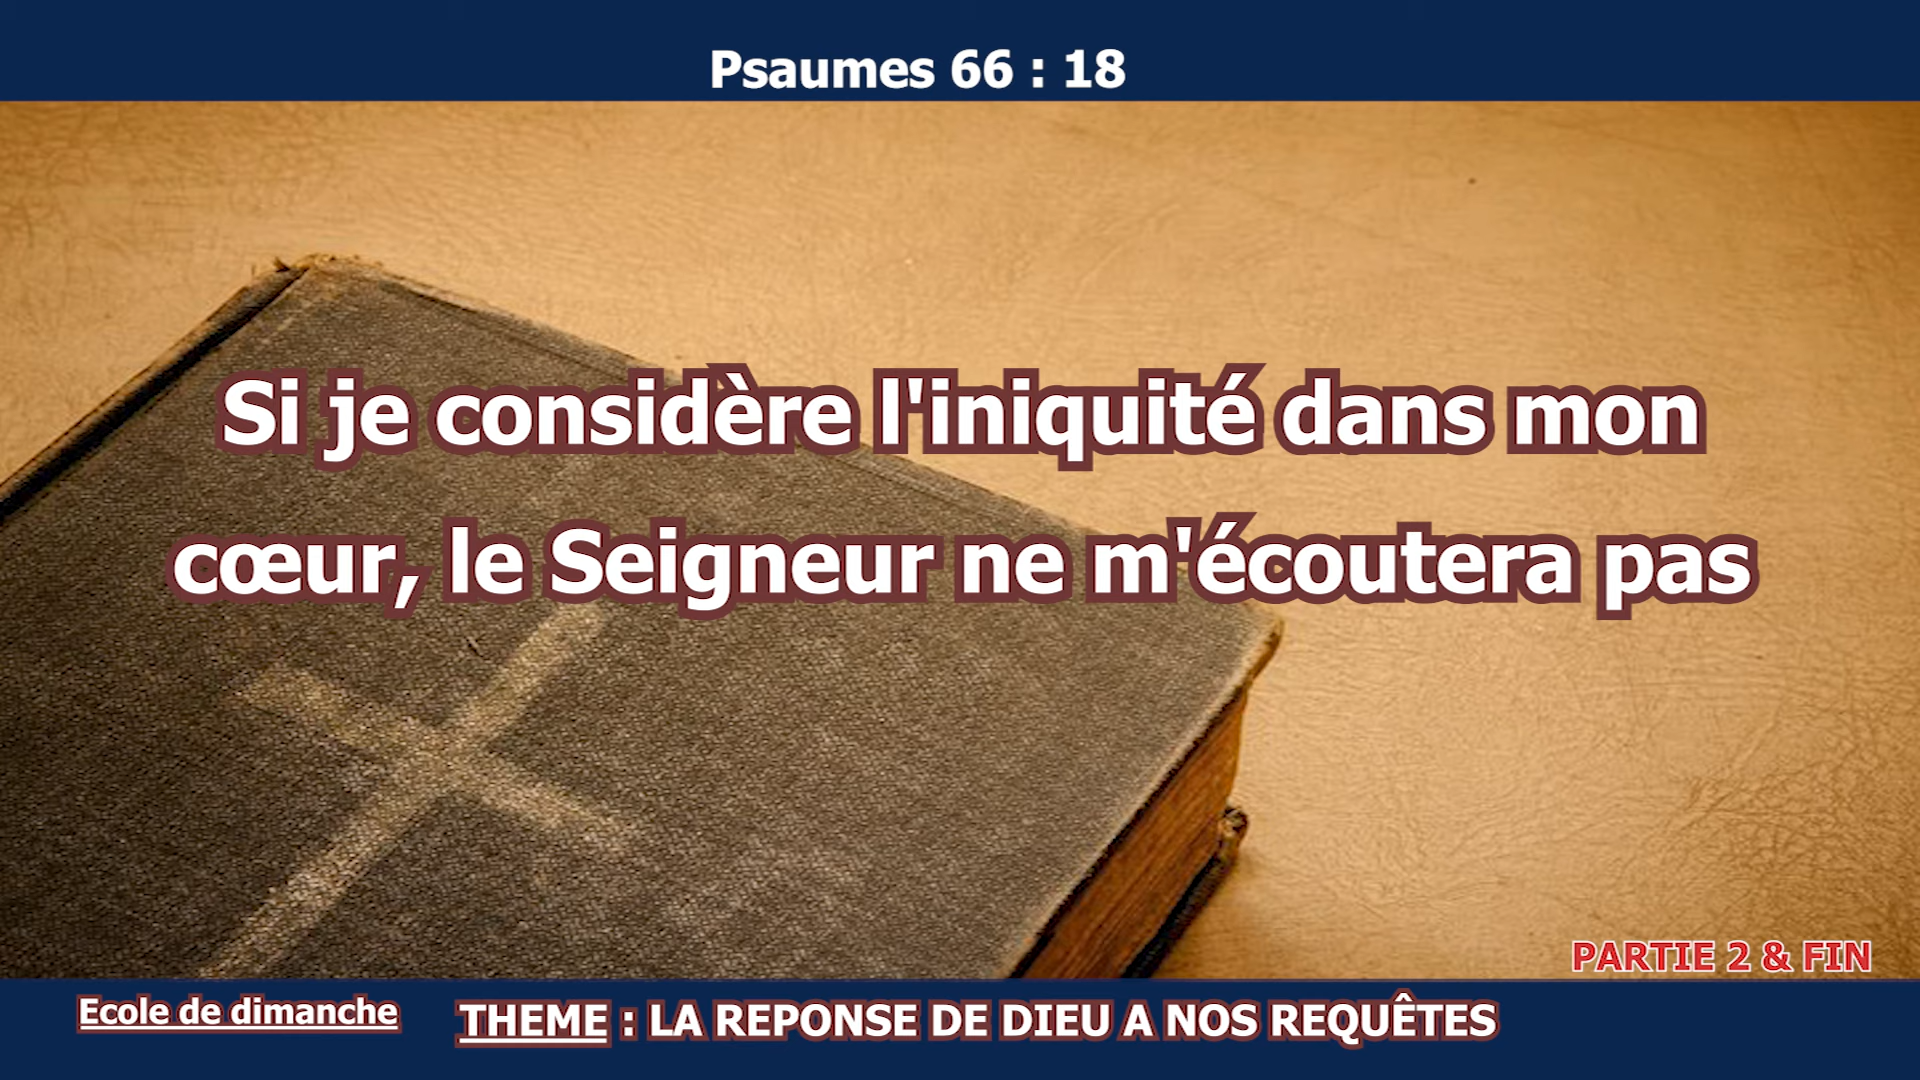 Psaumes 66 : 18
Si je considère l'iniquité dans mon
cœur, le Seigneur ne m'écoutera pas
PARTIE 2 & FIN
Ecole de dimanche
THEME : LA REPONSE DE DIEU A NOS REQUÊTES